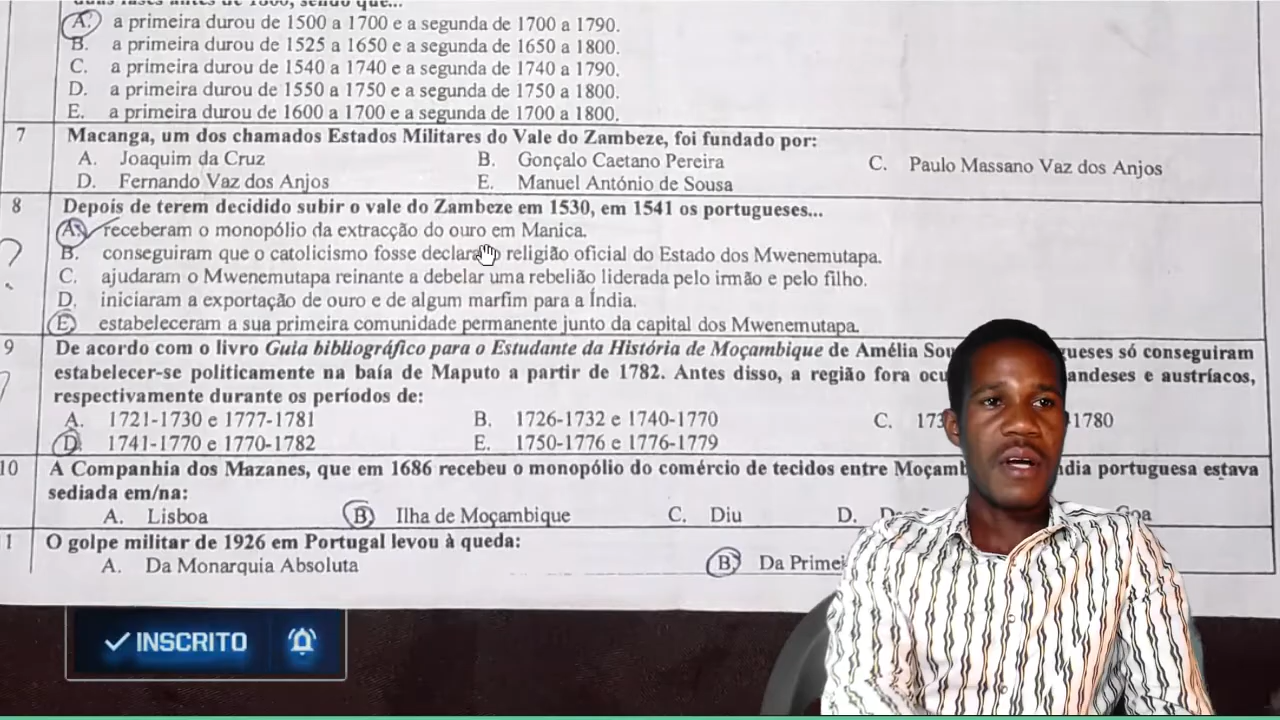 duas fases antes de 1800, sendo que...
A. a primeira durou de 1500 a 1700 e a segunda de 1700 a 1790.
B. a primeira durou de 1525 a 1650 e a segunda de 1650 a 1800.
C. a primeira durou de 1540 a 1740 e a segunda de 1740 a 1790.
D. a primeira durou de 1550 a 1750 e a segunda de 1750 a 1800.
E. a primeira durou de 1600 a 1700 e a segunda de 1700 a 1800.
7 Macanga, um dos chamados Estados Militares do Vale do Zambeze, foi fundado por:
A. Joaquim da Cruz B. Gonçalo Caetano Pereira C. Paulo Massano Vaz dos Anjos
D. Fernando Vaz dos Anjos E. Manuel António de Sousa
8 Depois de terem decidido subir o vale do Zambeze em 1530, em 1541 os portugueses...
A. receberam o monopólio da extracção do ouro em Manica.
B. conseguiram que o catolicismo fosse declarado religião oficial do Estado dos Mwenemutapa.
C. ajudaram o Mwenemutapa reinante a debelar uma rebelião liderada pelo irmão e pelo filho.
D. iniciaram a exportação de ouro e de algum marfim para a Índia.
E. estabeleceram a sua primeira comunidade permanente junto da capital dos Mwenemutapa.
9 De acordo com o livro Guia bibliográfico para o Estudante da História de Moçambique de Amélia só conseguiram
estabelecer-se politicamente na baía de Maputo a partir de 1782. Antes disso, a região fora e austríacos,
respectivamente durante os períodos de:
A. 1721-1730 e 1777-1781 B. 1726-1732 e 1740-1770 C. 1780
D. 1741-1770 e 1770-1782 E. 1750-1776 e 1776-1779
10 A Companhia dos Mazanes, que em 1686 recebeu o monopólio do comércio de tecidos entre portuguesa estava
sediada em/na:
A. Lisboa B. Ilha de Moçambique C. Diu D. Goa
1 O golpe militar de 1926 em Portugal levou à queda:
A. Da Monarquia Absoluta B. Da
INSCRITO